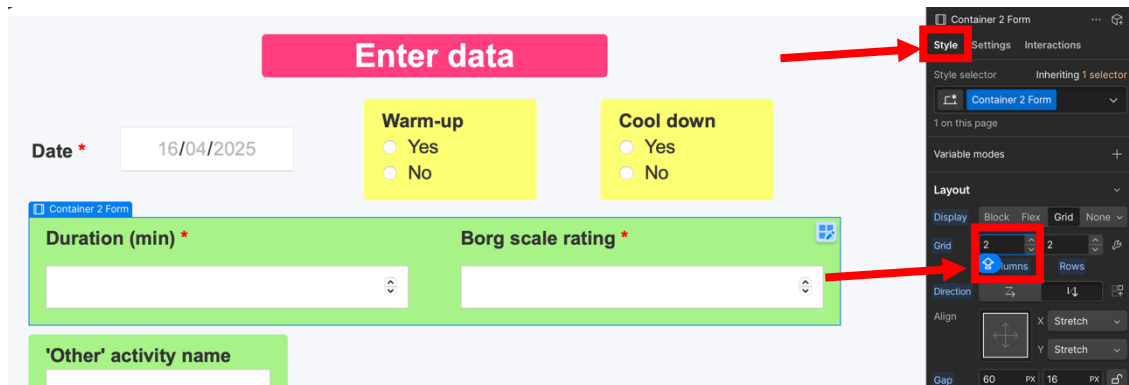 Enter data
Date *
16/04/2025
Warm-up
Yes
No
Cool down
Yes
No
Container 2 Form
Duration (min) *
Borg scale rating *
'Other' activity name
Container 2 Form
Style Settings Interactions
Style selector Inheriting 1 selector
Container 2 Form
1 on this page
Variable modes
Layout
Display Block Flex Grid None
Grid 2 2
Rows
Direction
Align X Stretch
Y Stretch
Gap 60 PX 16 PX